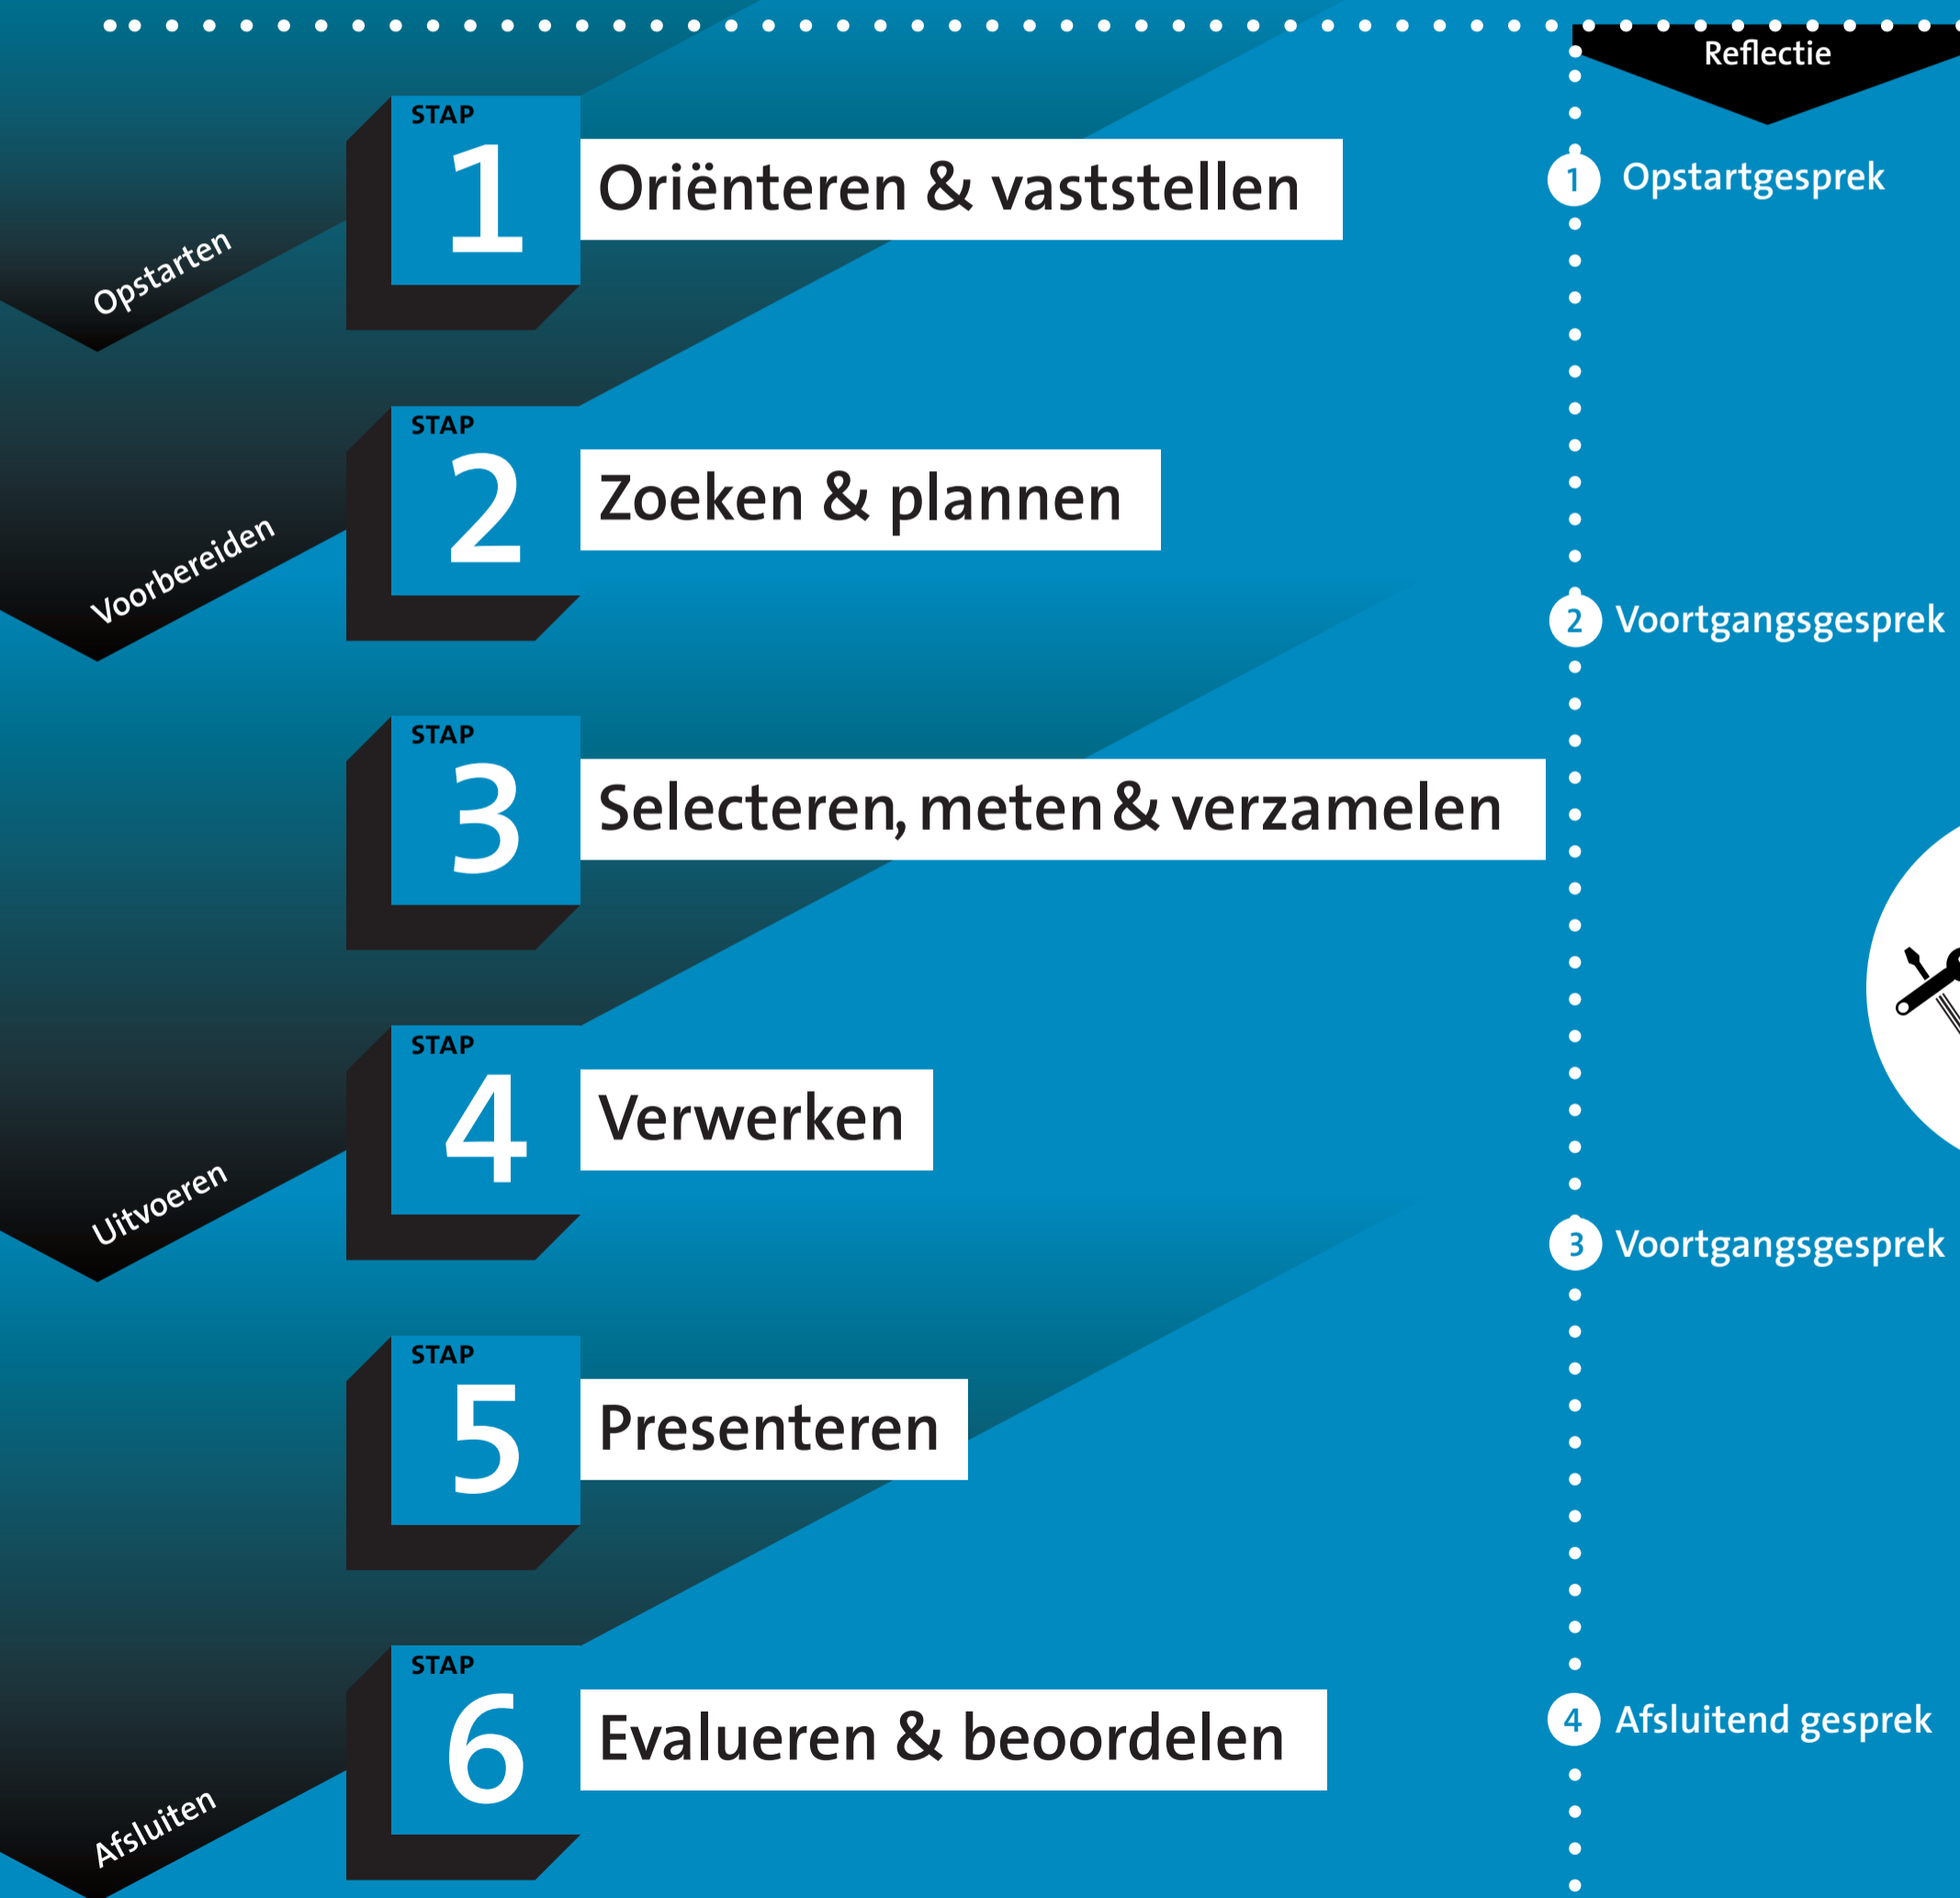 Reflectie
STAP
1
Oriënteren & vaststellen
1 Opstartgesprek
Opstarten
STAP
2
Zoeken & plannen
Voorbereiden
2 Voortgangsgesprek
STAP
3
Selecteren, meten & verzamelen
STAP
4
Verwerken
Uitvoeren
3 Voortgangsgesprek
STAP
5
Presenteren
STAP
6
Evalueren & beoordelen
4 Afsluitend gesprek
Afsluiten